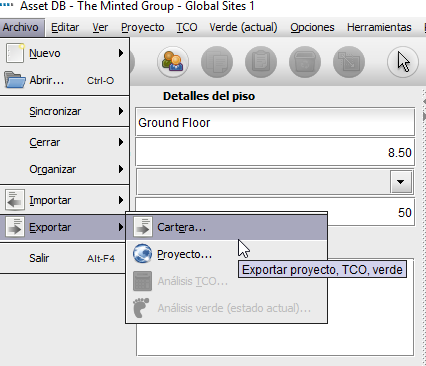 Asset DB - The Minted Group - Global Sites 1
Archivo Editar Ver Proyecto TCO Verde (actual) Opciones Herramientas
Nuevo
Abrir... Ctrl-O
Sincronizar
Cerrar
Organizar
Importar
Exportar
Salir Alt-F4
Detalles del piso
Ground Floor
8.50
50
Cartera...
Proyecto...
Análisis TCO...
Análisis verde (estado actual)...
Exportar proyecto, TCO, verde